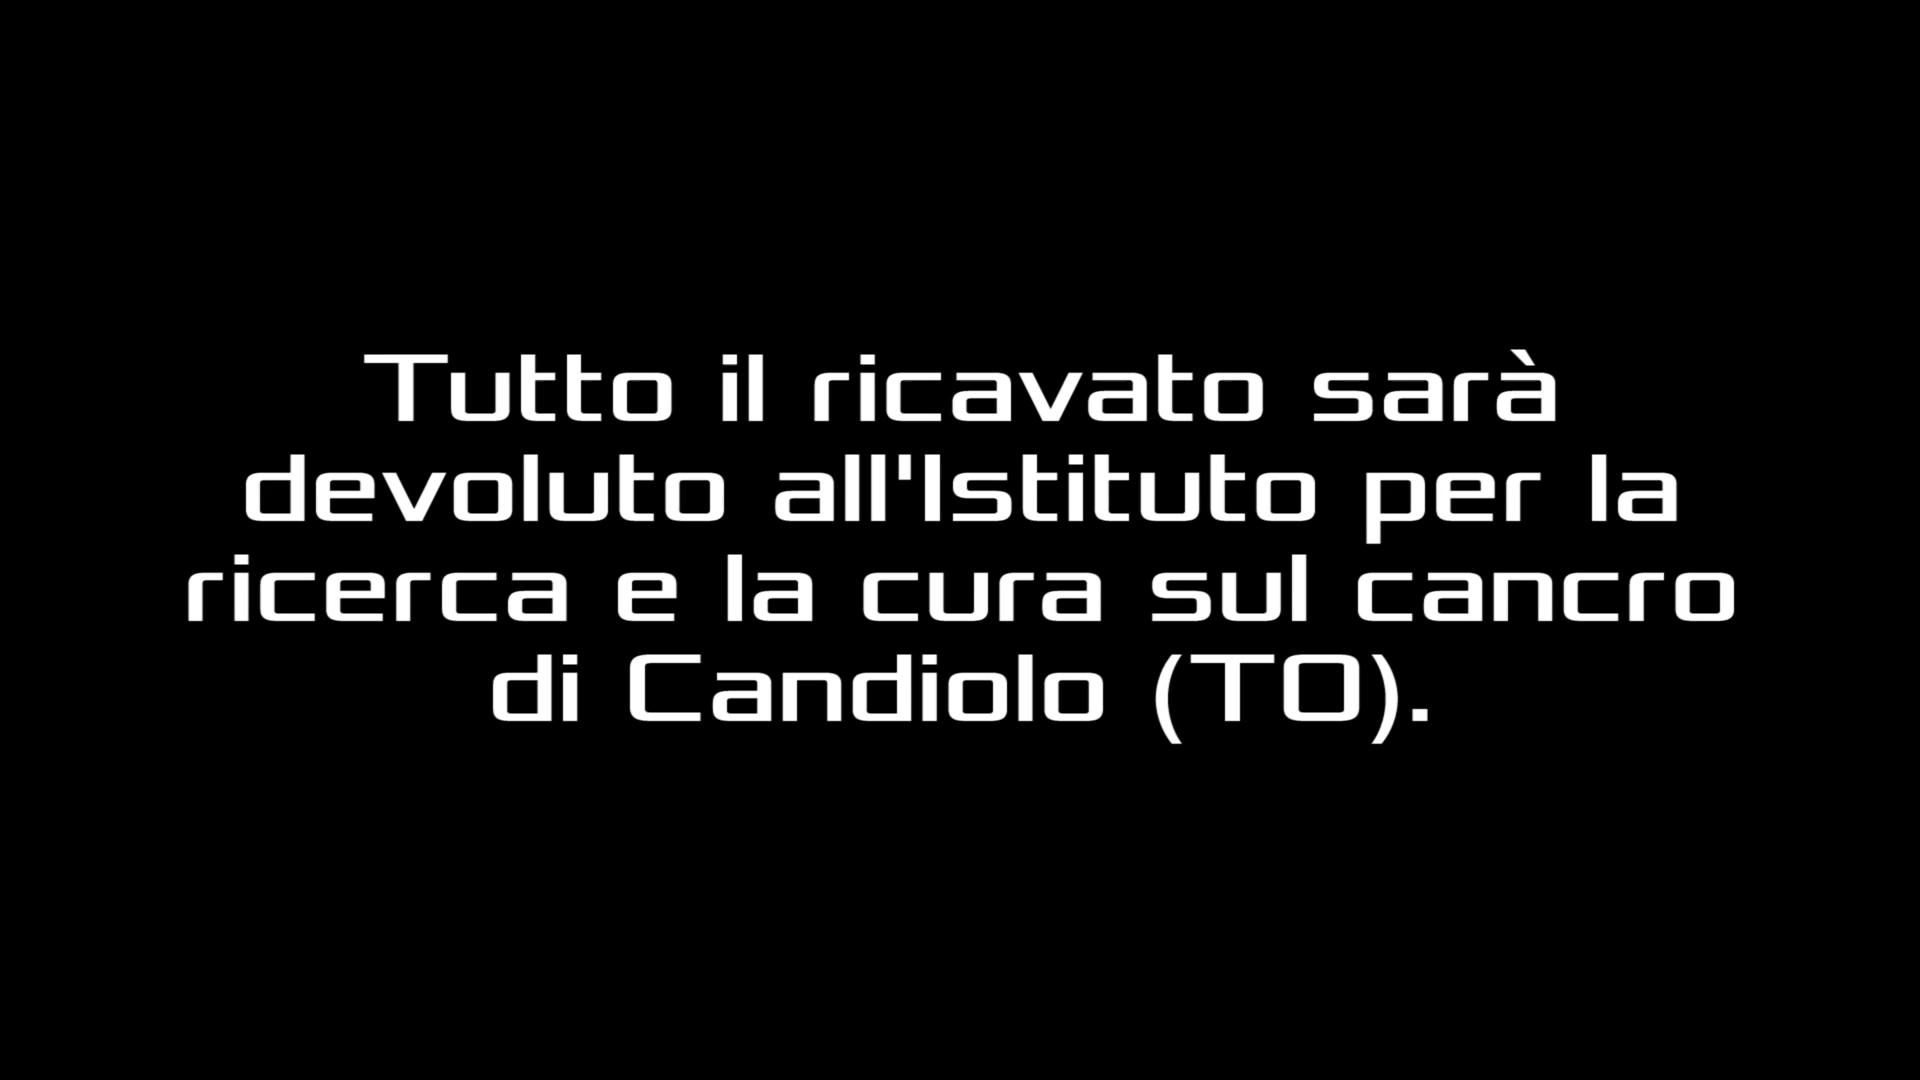 Tutto il ricavato sarà
devoluto all'Istituto per la
ricerca e la cura sul cancro
di Candiolo (TO).